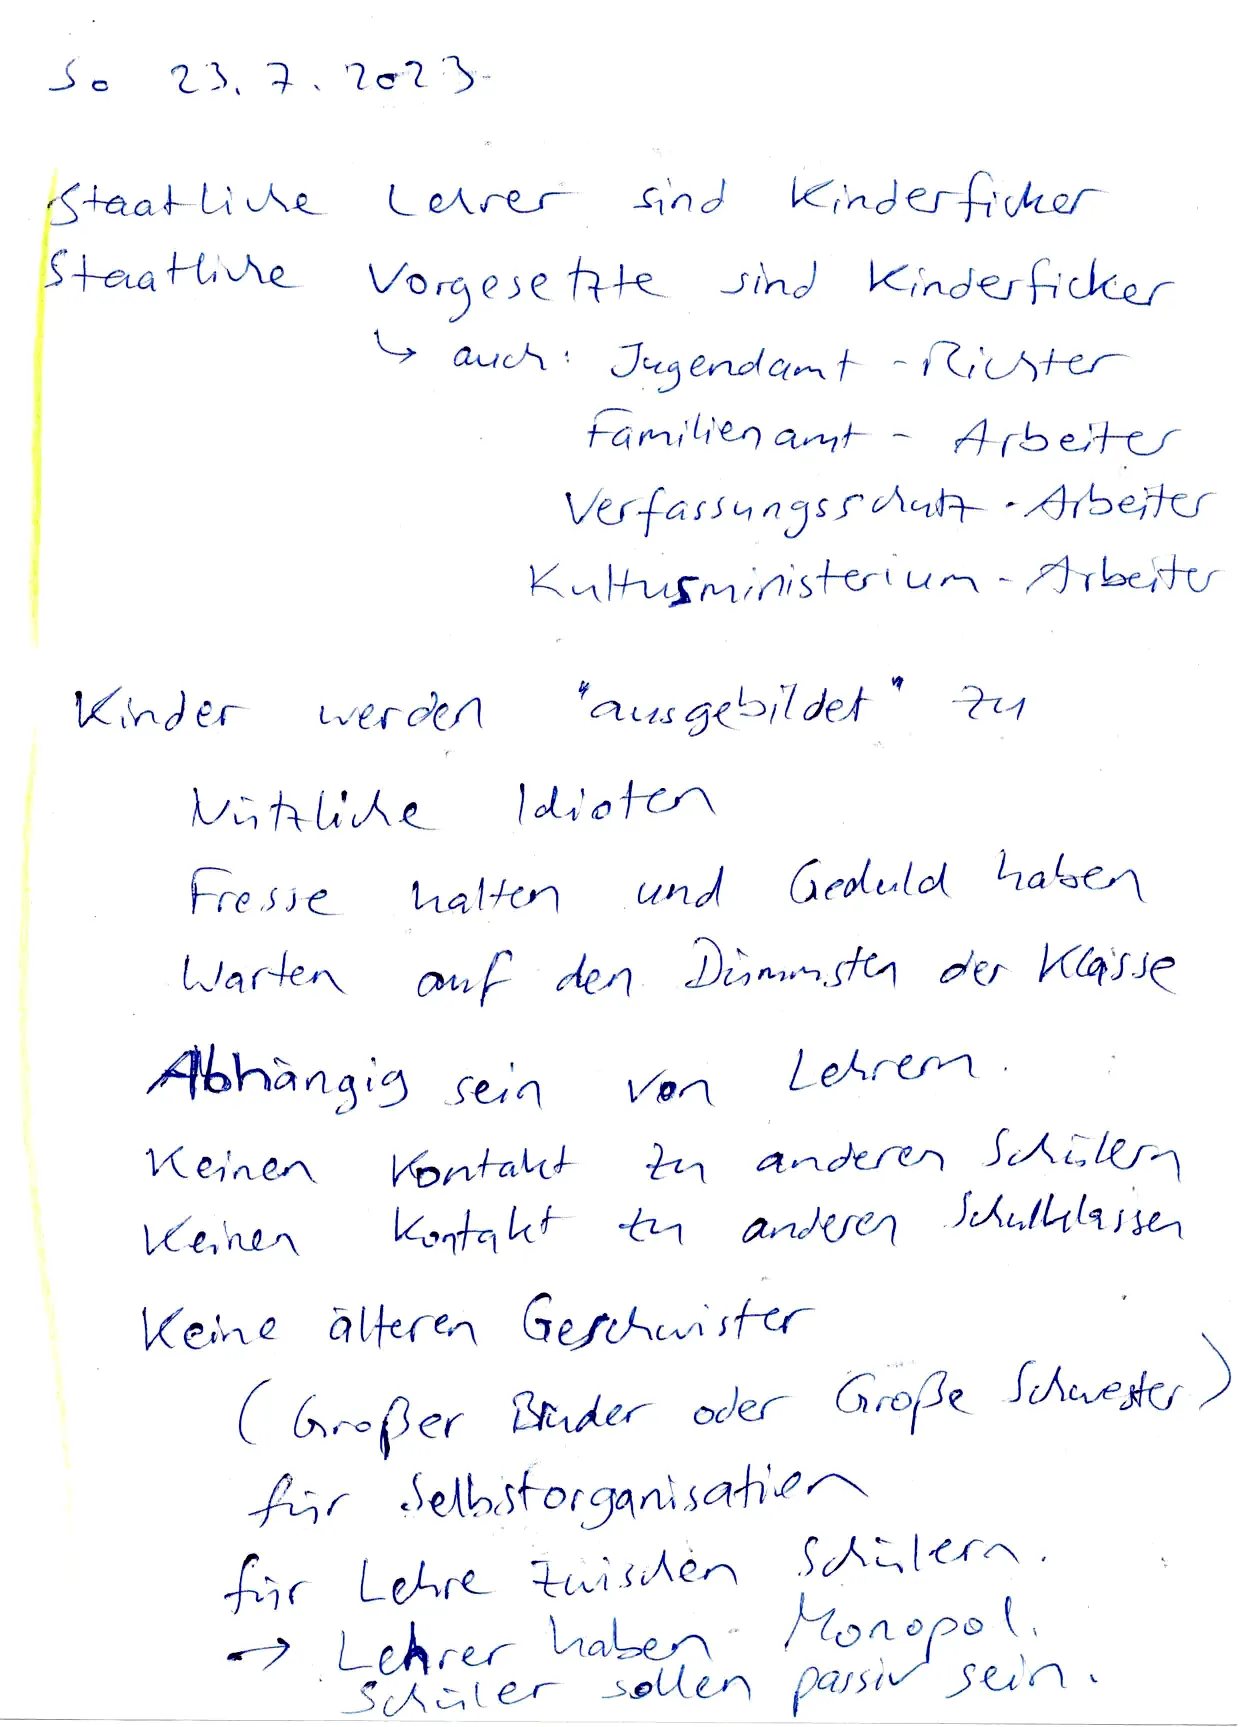 So 23.7.2023
Staatliche Lehrer sind Kinderficker
Staatliche Vorgesetzte sind Kinderficker
↳ auch: Jugendamt - Richter
Familienamt - Arbeiter
Verfassungsschutz - Arbeiter
Kultusministerium - Arbeiter
Kinder werden "ausgebildet" zu
Nützliche Idioten
Fresse halten und Geduld haben
Warten auf den Dümmsten der Klasse
Abhängig sein von Lehrern.
Keinen Kontakt zu anderen Schülern
Keinen Kontakt zu anderen Schulklassen
Keine älteren Geschwister
(Großer Bruder oder Große Schwester)
für Selbstorganisation
für Lehre zwischen Schülern.
→ Lehrer haben Monopol.
Schüler sollen passiv sein.